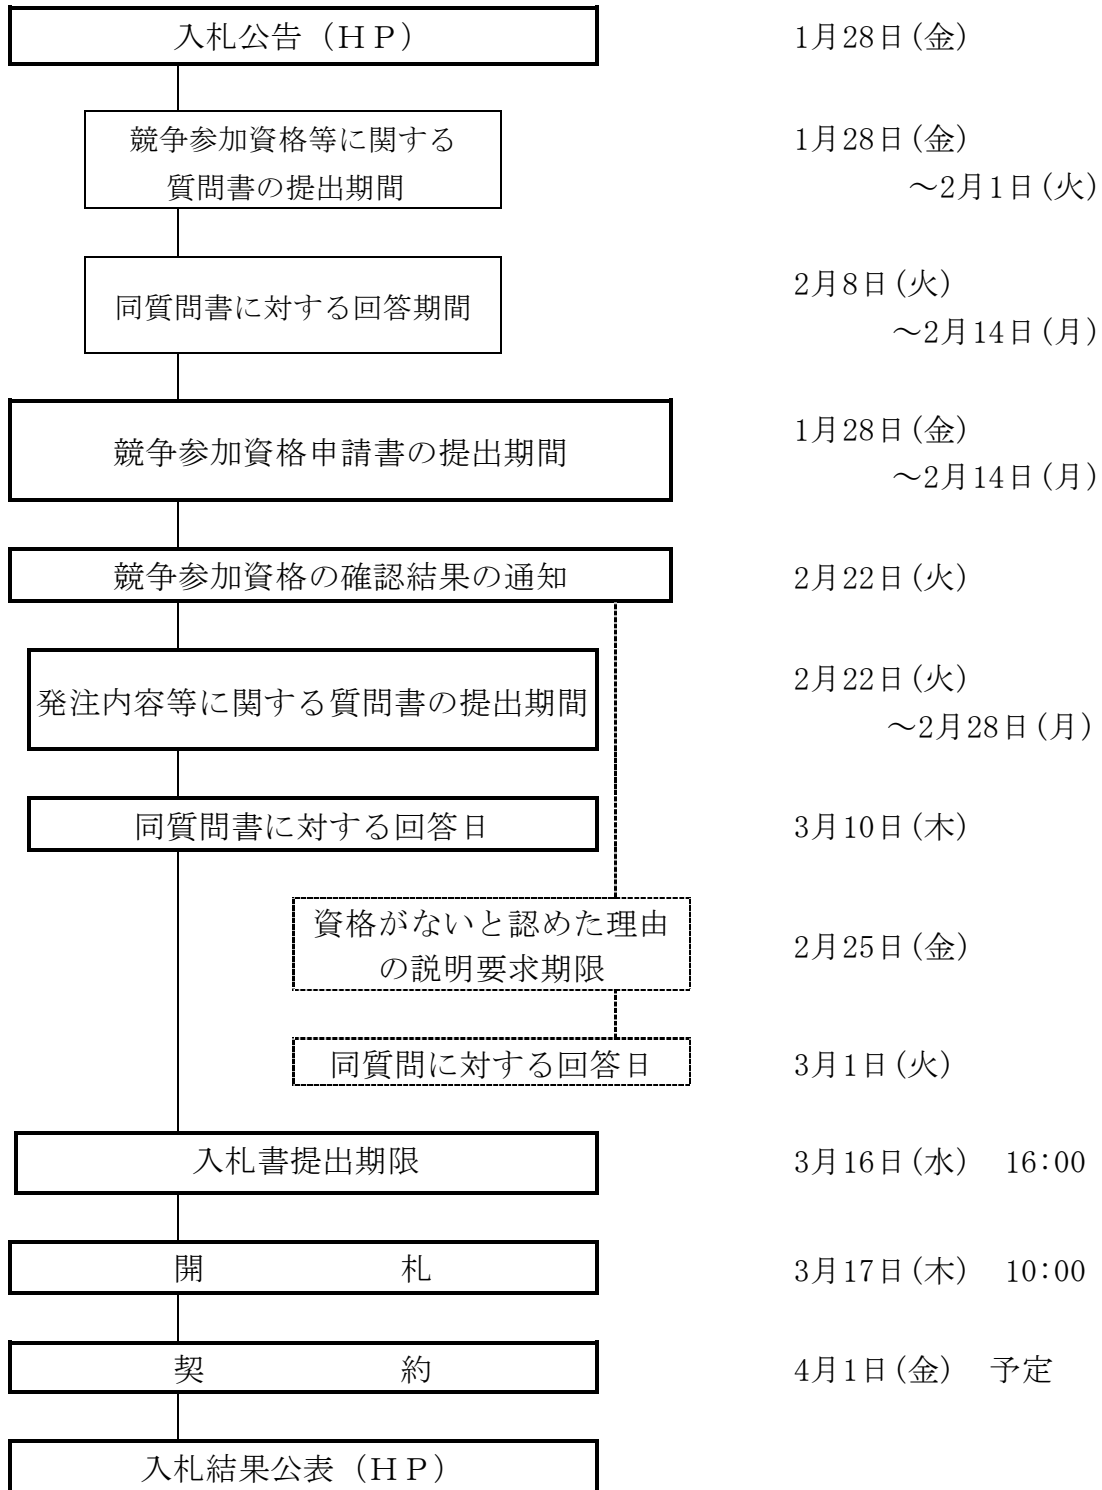 入札公告（ＨＰ） 1月28日(金)
競争参加資格等に関する 1月28日(金)
質問書の提出期間 ～2月1日(火)
同質問書に対する回答期間 2月8日(火)
～2月14日(月)
競争参加資格申請書の提出期間 1月28日(金)
～2月14日(月)
競争参加資格の確認結果の通知 2月22日(火)
発注内容等に関する質問書の提出期間 2月22日(火)
～2月28日(月)
同質問書に対する回答日 3月10日(木)
資格がないと認めた理由
の説明要求期限 2月25日(金)
同質問に対する回答日 3月1日(火)
入札書提出期限 3月16日(水)　16:00
開　　　　　　札 3月17日(木)　10:00
契　　　　　　約 4月1日(金)　予定
入札結果公表（ＨＰ）